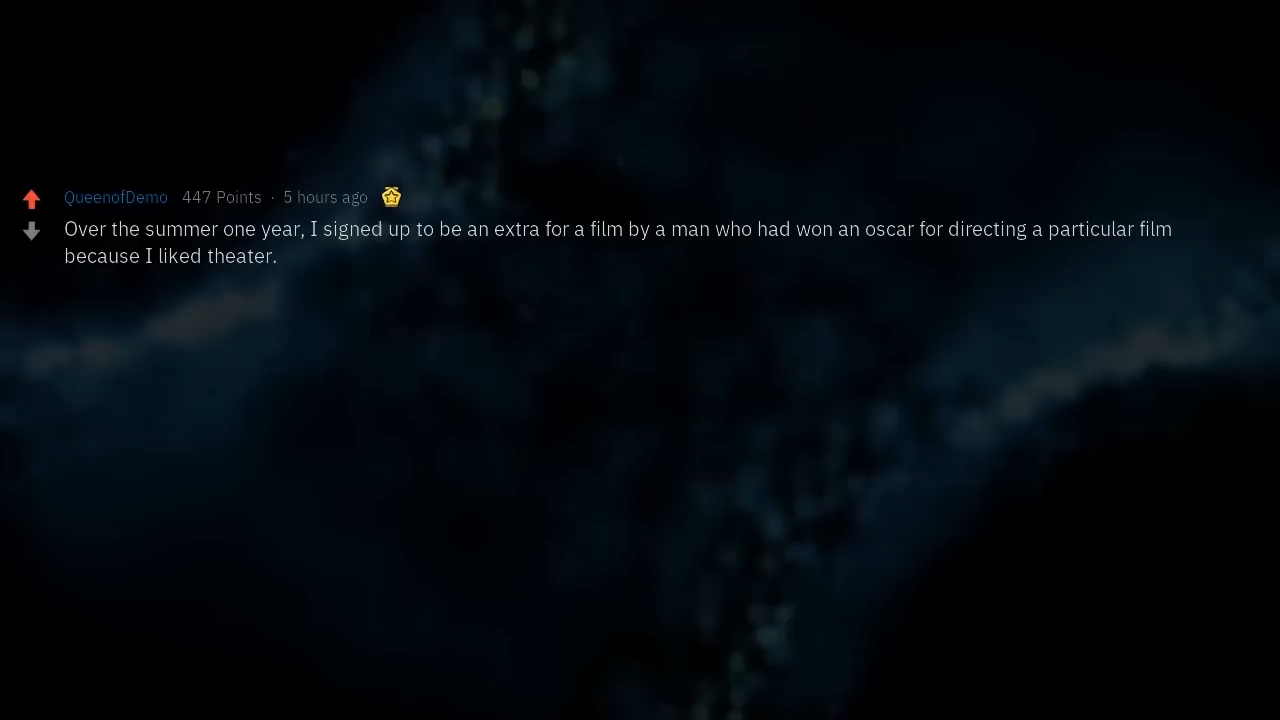 QueenofDemo 447 Points · 5 hours ago
Over the summer one year, I signed up to be an extra for a film by a man who had won an oscar for directing a particular film
because I liked theater.